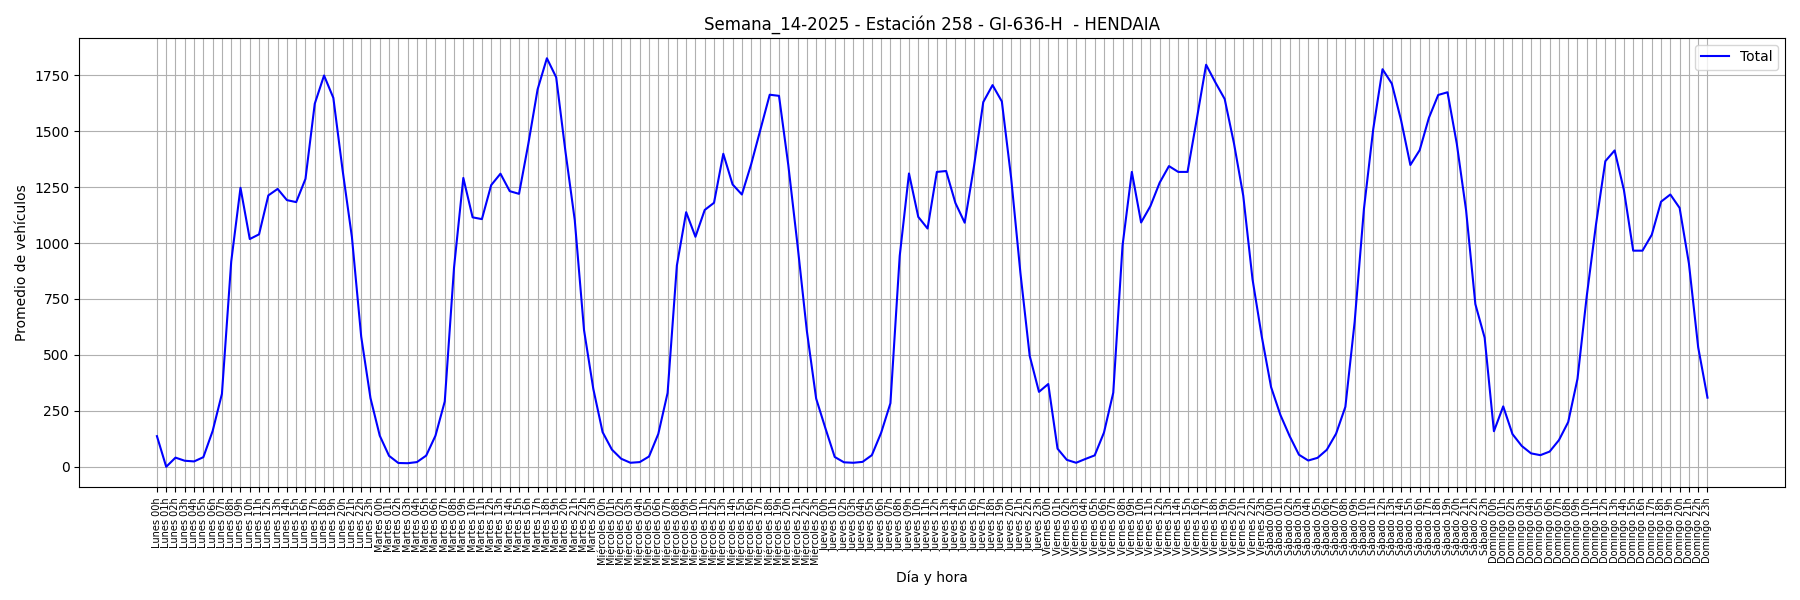 Semana_14-2025 - Estación 258 - GI-636-H - HENDAIA
Total
Promedio de vehículos
1750
1500
1250
1000
750
500
250
0
Lunes 00h
Lunes 01h
Lunes 02h
Lunes 03h
Lunes 04h
Lunes 05h
Lunes 06h
Lunes 07h
Lunes 08h
Lunes 09h
Lunes 10h
Lunes 11h
Lunes 12h
Lunes 13h
Lunes 14h
Lunes 15h
Lunes 16h
Lunes 17h
Lunes 18h
Lunes 19h
Lunes 20h
Lunes 21h
Lunes 22h
Lunes 23h
Martes 00h
Martes 01h
Martes 02h
Martes 03h
Martes 04h
Martes 05h
Martes 06h
Martes 07h
Martes 08h
Martes 09h
Martes 10h
Martes 11h
Martes 12h
Martes 13h
Martes 14h
Martes 15h
Martes 16h
Martes 17h
Martes 18h
Martes 19h
Martes 20h
Martes 21h
Martes 22h
Martes 23h
Miércoles 00h
Miércoles 01h
Miércoles 02h
Miércoles 03h
Miércoles 04h
Miércoles 05h
Miércoles 06h
Miércoles 07h
Miércoles 08h
Miércoles 09h
Miércoles 10h
Miércoles 11h
Miércoles 12h
Miércoles 13h
Miércoles 14h
Miércoles 15h
Miércoles 16h
Miércoles 17h
Miércoles 18h
Miércoles 19h
Miércoles 20h
Miércoles 21h
Miércoles 22h
Miércoles 23h
Jueves 00h
Jueves 01h
Jueves 02h
Jueves 03h
Jueves 04h
Jueves 05h
Jueves 06h
Jueves 07h
Jueves 08h
Jueves 09h
Jueves 10h
Jueves 11h
Jueves 12h
Jueves 13h
Jueves 14h
Jueves 15h
Jueves 16h
Jueves 17h
Jueves 18h
Jueves 19h
Jueves 20h
Jueves 21h
Jueves 22h
Jueves 23h
Viernes 00h
Viernes 01h
Viernes 02h
Viernes 03h
Viernes 04h
Viernes 05h
Viernes 06h
Viernes 07h
Viernes 08h
Viernes 09h
Viernes 10h
Viernes 11h
Viernes 12h
Viernes 13h
Viernes 14h
Viernes 15h
Viernes 16h
Viernes 17h
Viernes 18h
Viernes 19h
Viernes 20h
Viernes 21h
Viernes 22h
Viernes 23h
Sábado 00h
Sábado 01h
Sábado 02h
Sábado 03h
Sábado 04h
Sábado 05h
Sábado 06h
Sábado 07h
Sábado 08h
Sábado 09h
Sábado 10h
Sábado 11h
Sábado 12h
Sábado 13h
Sábado 14h
Sábado 15h
Sábado 16h
Sábado 17h
Sábado 18h
Sábado 19h
Sábado 20h
Sábado 21h
Sábado 22h
Sábado 23h
Domingo 00h
Domingo 01h
Domingo 02h
Domingo 03h
Domingo 04h
Domingo 05h
Domingo 06h
Domingo 07h
Domingo 08h
Domingo 09h
Domingo 10h
Domingo 11h
Domingo 12h
Domingo 13h
Domingo 14h
Domingo 15h
Domingo 16h
Domingo 17h
Domingo 18h
Domingo 19h
Domingo 20h
Domingo 21h
Domingo 22h
Domingo 23h
Día y hora